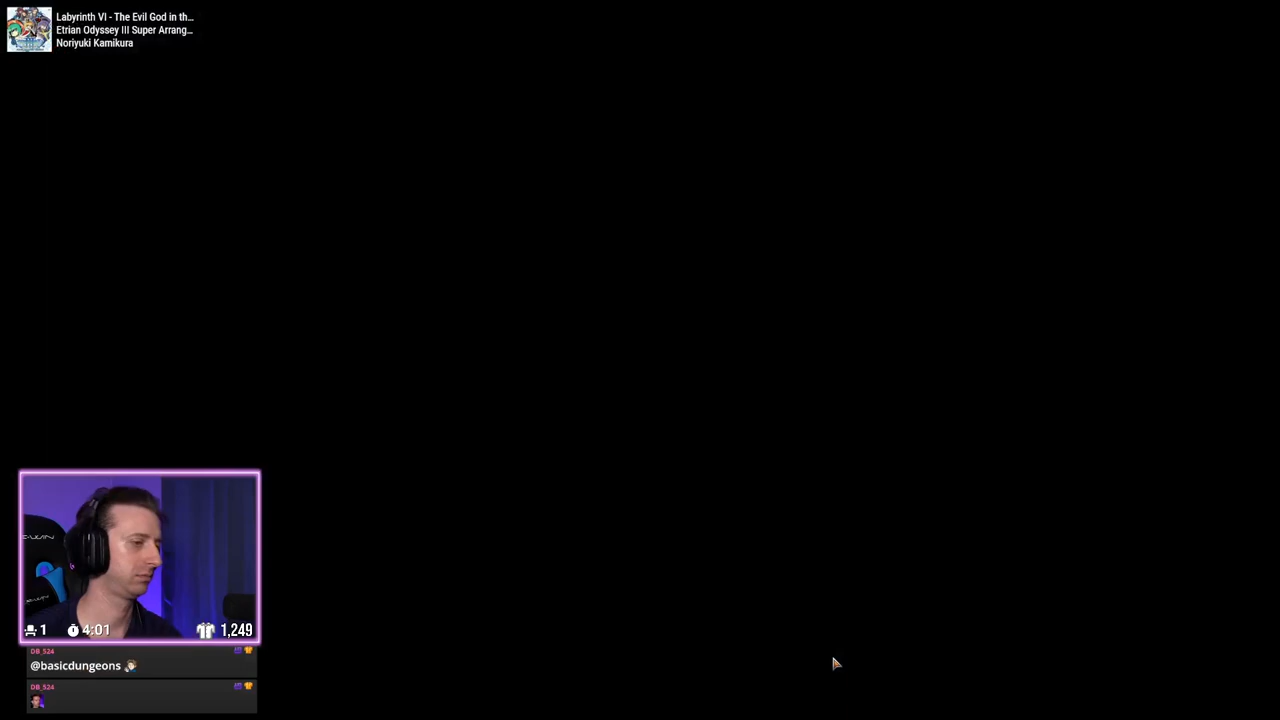 Labyrinth VI - The Evil God in th...
Etrian Odyssey III Super Arrang...
Noriyuki Kamikura
1
4:01
1,249
DB_524
@basicdungeons
DB_524